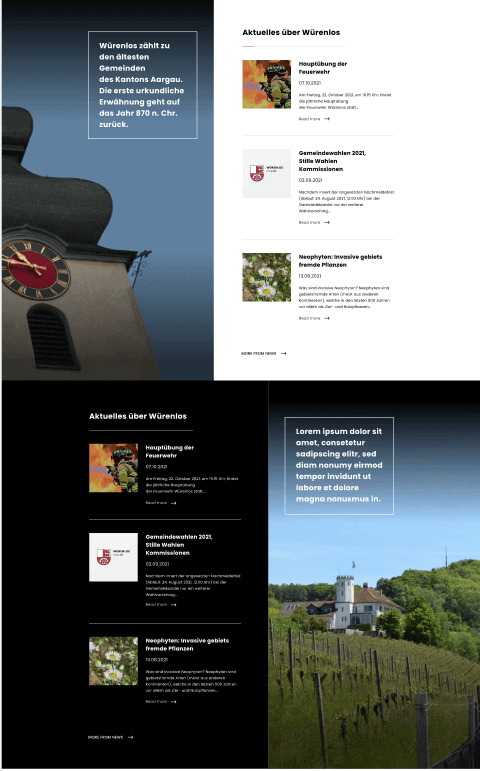 Würenlos zählt zu
den ältesten
Gemeinden
des Kantons Aargau.
Die erste urkundliche
Erwähnung geht auf
das Jahr 870 n. Chr.
zurück.
Aktuelles über Würenlos
Hauptübung der
Feuerwehr
07.10.2021
Am Freitag, 22. Oktober 2021, um 19.15 Uhr, findet
die jährliche Hauptübung
der Feuerwehr Würenlos statt...
Read more →
WÜRENLOS
Gemeindewahlen 2021,
Stille Wahlen
Kommissionen
02.09.2021
Nachdem innert der angesetzten Nachmeldefrist
(Ablauf: 24. August 2021, 12.00 Uhr) bei der
Gemeindekanzlei nur ein weiterer
Wahlvorschlag...
Read more →
Neophyten: Invasive gebiets
fremde Pflanzen
13.08.2021
Was sind invasive Neophyten? Neophyten sind
gebietsfremde Arten (meist aus anderen
Kontinenten), welche in den letzten 500 Jahren
vor allem als Zier- und Nutzpflanzen...
Read more →
MORE FROM NEWS →
Aktuelles über Würenlos
Hauptübung der
Feuerwehr
07.10.2021
Am Freitag, 22. Oktober 2021, um 19.15 Uhr, findet
die jährliche Hauptübung
der Feuerwehr Würenlos statt...
Read more →
WÜRENLOS
Gemeindewahlen 2021,
Stille Wahlen
Kommissionen
02.09.2021
Nachdem innert der angesetzten Nachmeldefrist
(Ablauf: 24. August 2021, 12.00 Uhr) bei der
Gemeindekanzlei nur ein weiterer
Wahlvorschlag...
Read more →
Neophyten: Invasive gebiets
fremde Pflanzen
13.08.2021
Was sind invasive Neophyten? Neophyten sind
gebietsfremde Arten (meist aus anderen
Kontinenten), welche in den letzten 500 Jahren
vor allem als Zier- und Nutzpflanzen...
Read more →
MORE FROM NEWS →
Lorem ipsum dolor sit
amet, consetetur
sadipscing elitr, sed
diam nonumy eirmod
tempor invidunt ut
labore et dolore
magna nonusmus in.